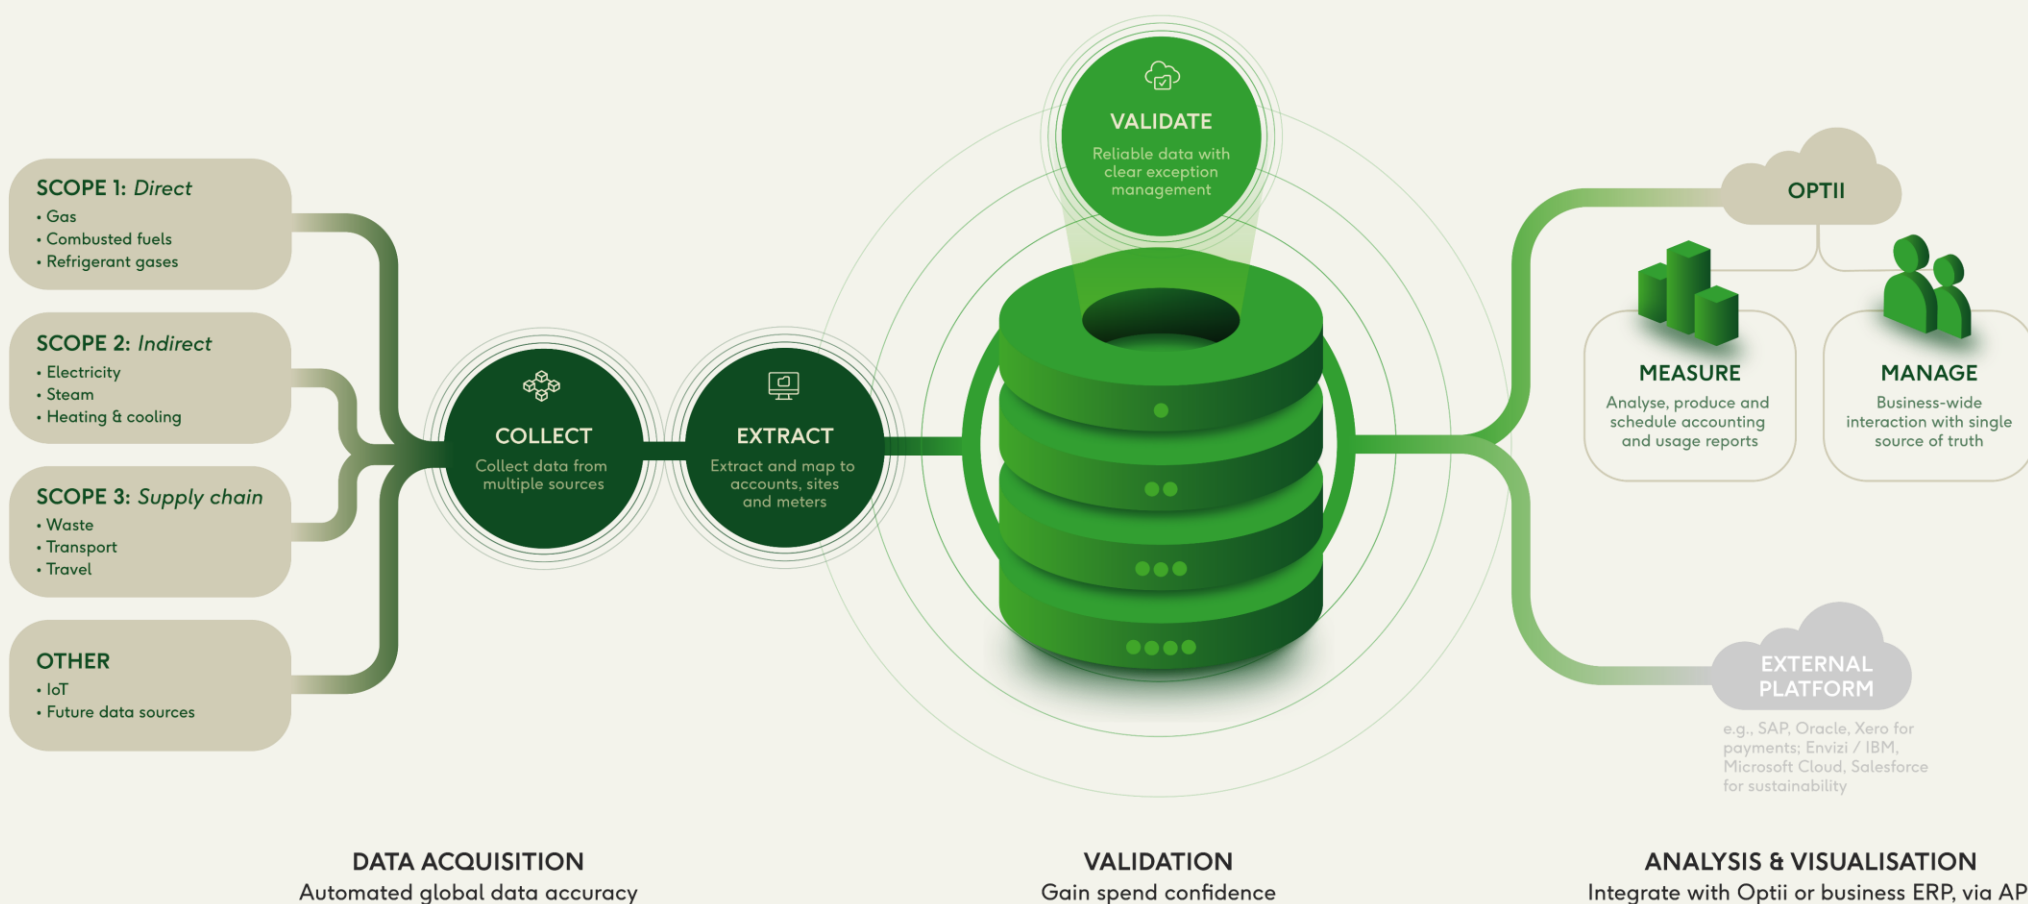 SCOPE 1: Direct
• Gas
• Combusted fuels
• Refrigerant gases
SCOPE 2: Indirect
• Electricity
• Steam
• Heating & cooling
SCOPE 3: Supply chain
• Waste
• Transport
• Travel
OTHER
• IoT
• Future data sources
COLLECT
Collect data from
multiple sources
EXTRACT
Extract and map to
accounts, sites
and meters
VALIDATE
Reliable data with
clear exception
management
OPTII
MEASURE
Analyse, produce and
schedule accounting
and usage reports
MANAGE
Business-wide
interaction with single
source of truth
EXTERNAL
PLATFORM
e.g., SAP, Oracle, Xero for
payments; Envizi / IBM,
Microsoft Cloud, Salesforce
for sustainability
DATA ACQUISITION
Automated global data accuracy
VALIDATION
Gain spend confidence
ANALYSIS & VISUALISATION
Integrate with Optii or business ERP, via AP